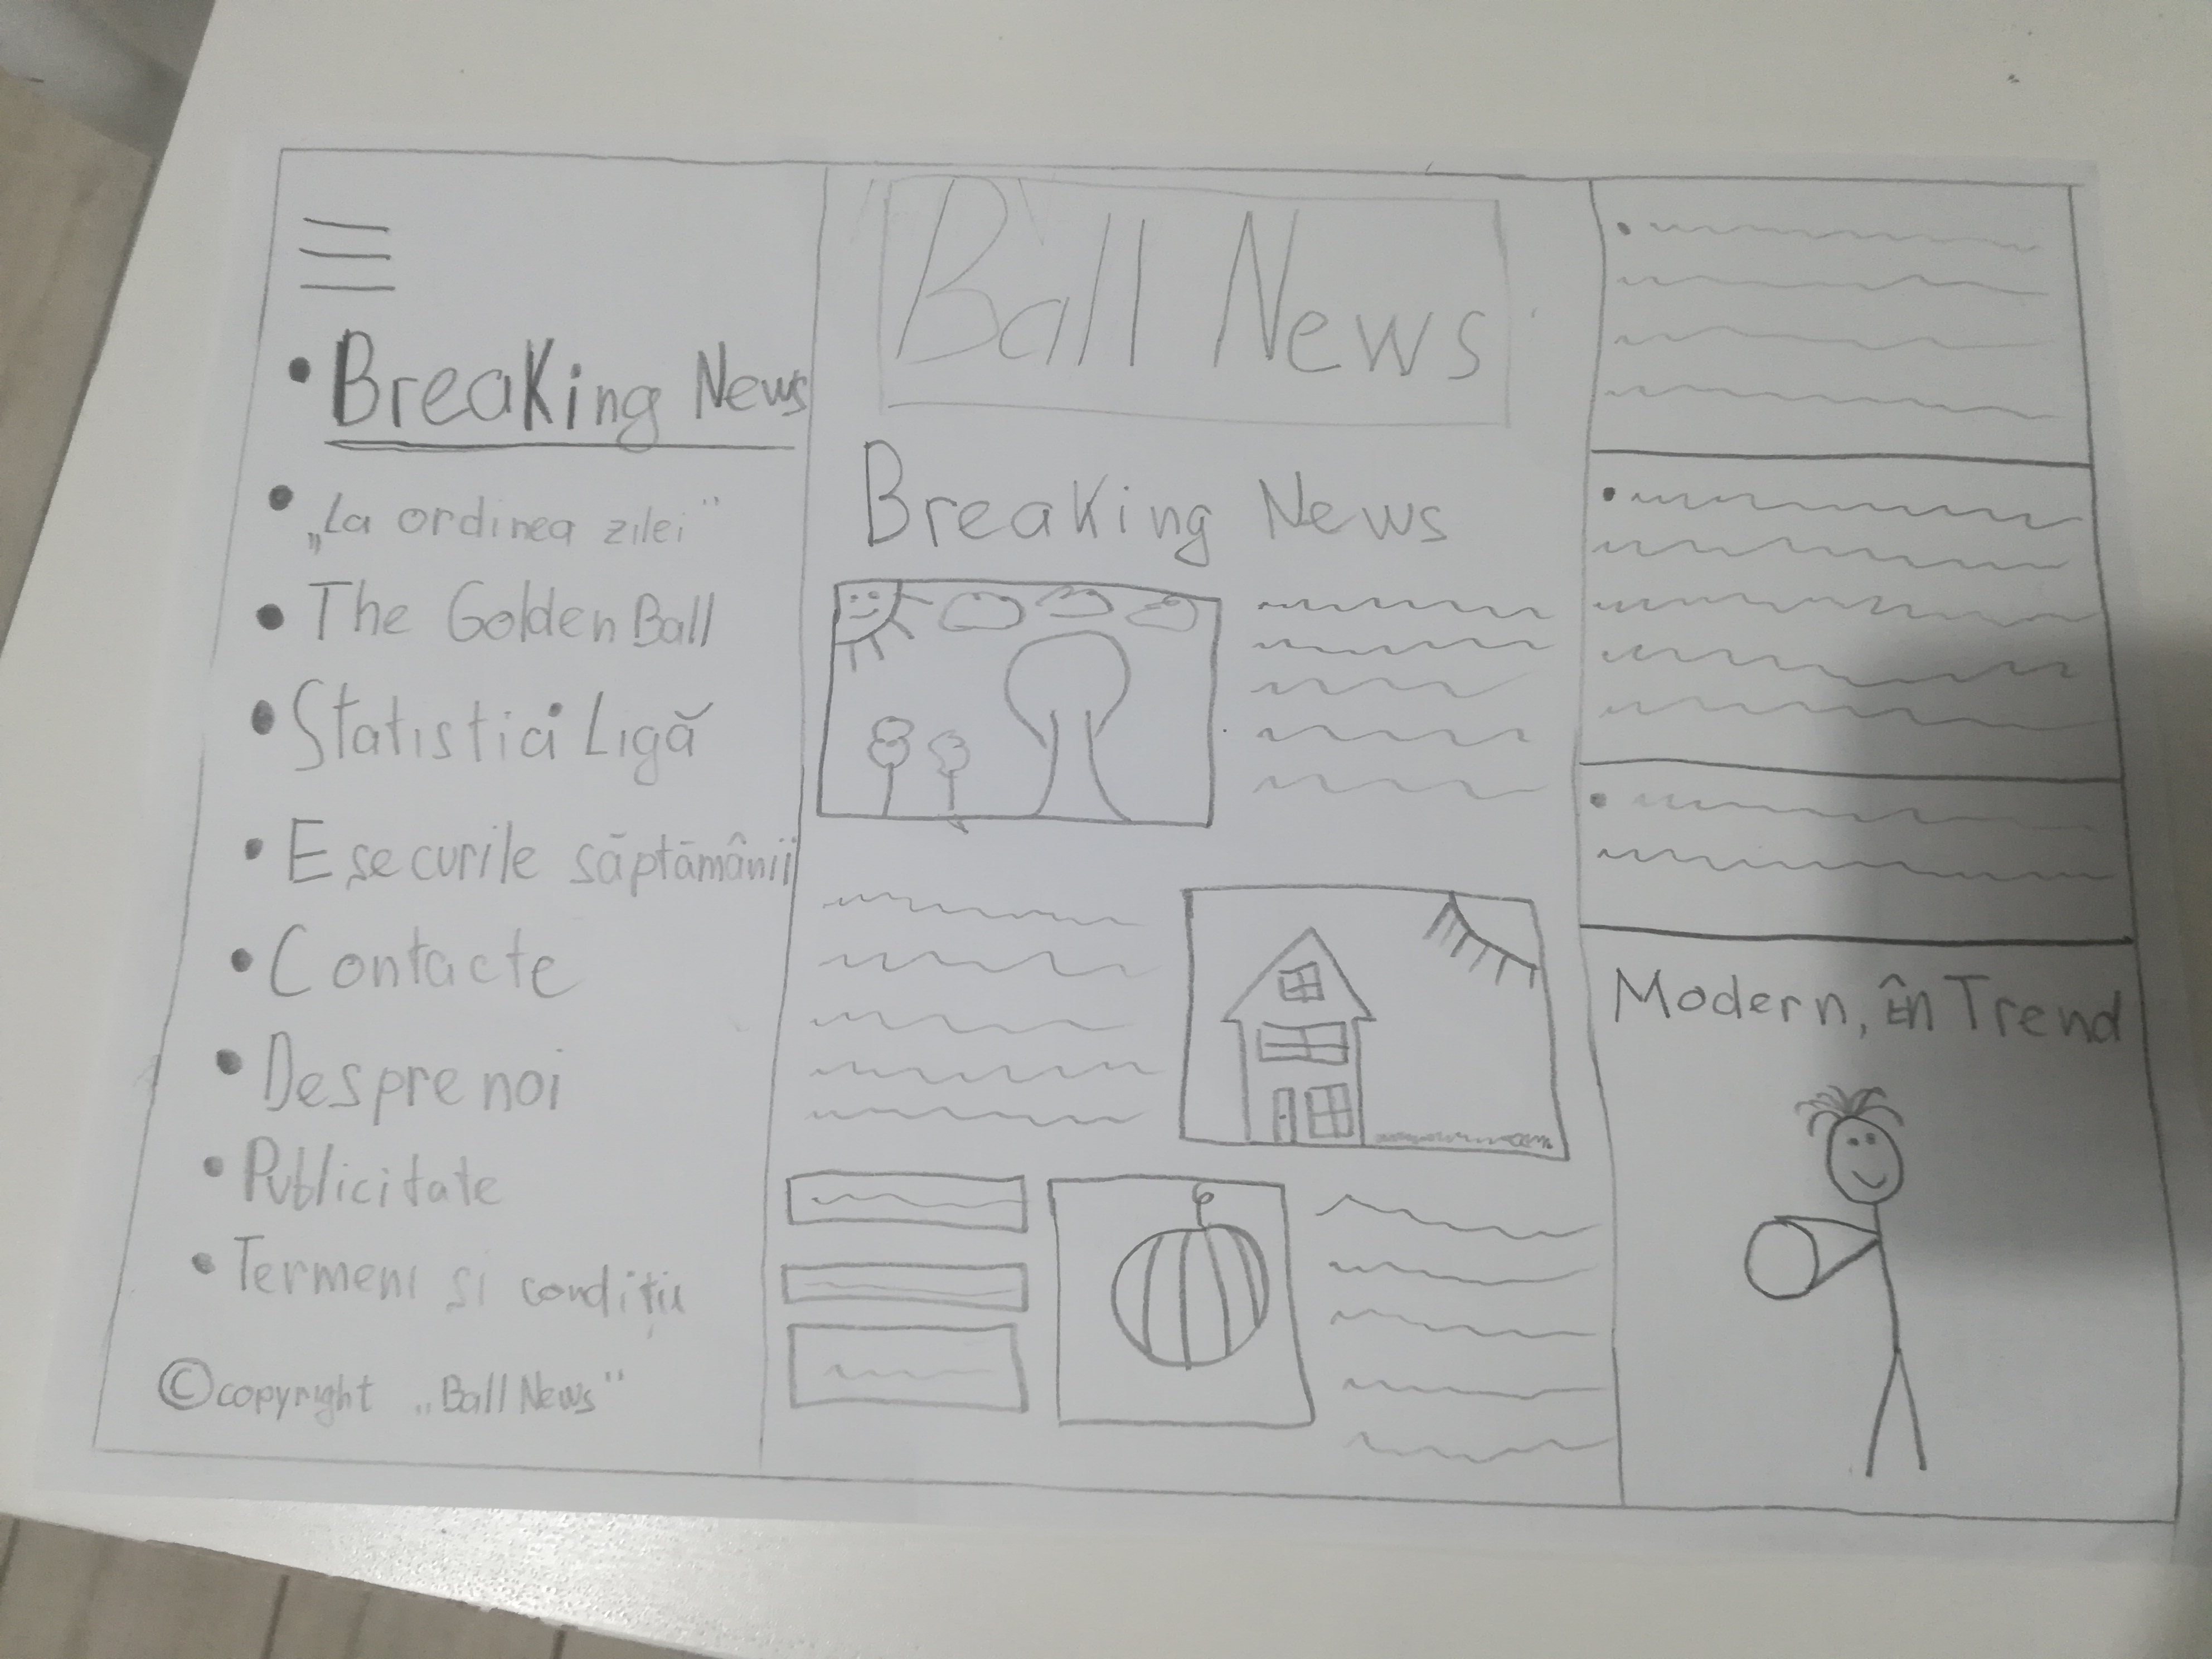 Breaking News
„La ordinea zilei”
The Golden Ball
Statistici Ligă
Eșecurile săptămânii
Contacte
Despre noi
Publicitate
Termeni si condiții
© copyright „Ball News”
Ball News
Breaking News
Modern, în Trend